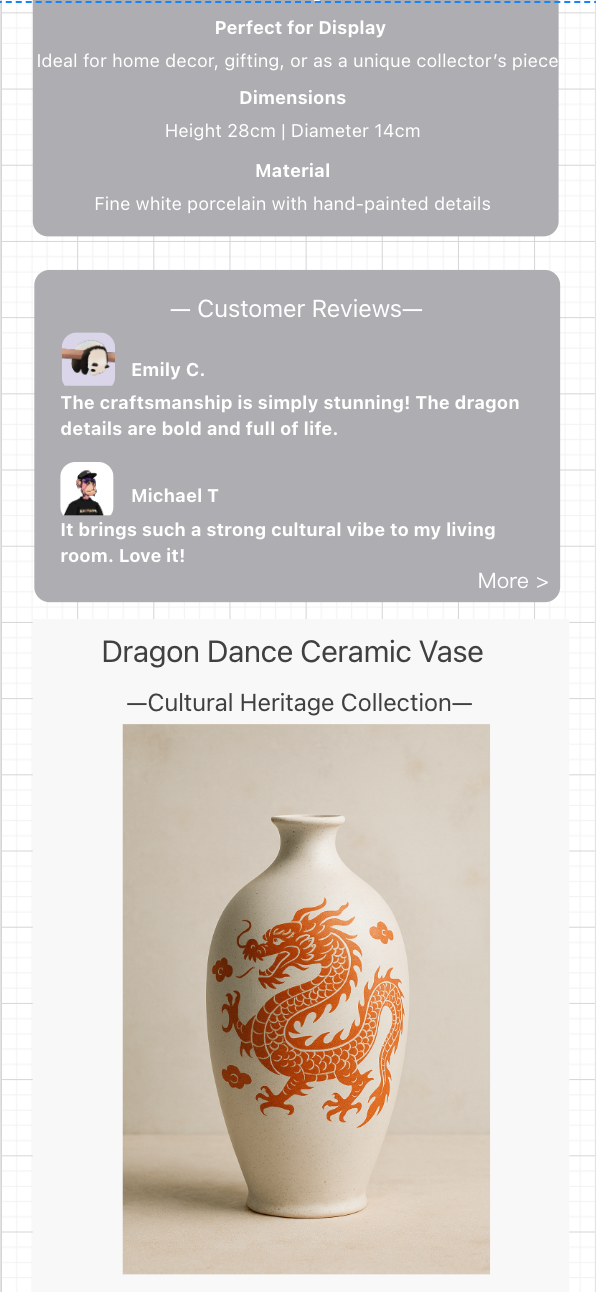 Perfect for Display
Ideal for home decor, gifting, or as a unique collector's piece
Dimensions
Height 28cm | Diameter 14cm
Material
Fine white porcelain with hand-painted details
— Customer Reviews—
Emily C.
The craftsmanship is simply stunning! The dragon
details are bold and full of life.
Michael T
It brings such a strong cultural vibe to my living
room. Love it!
More >
Dragon Dance Ceramic Vase
—Cultural Heritage Collection—